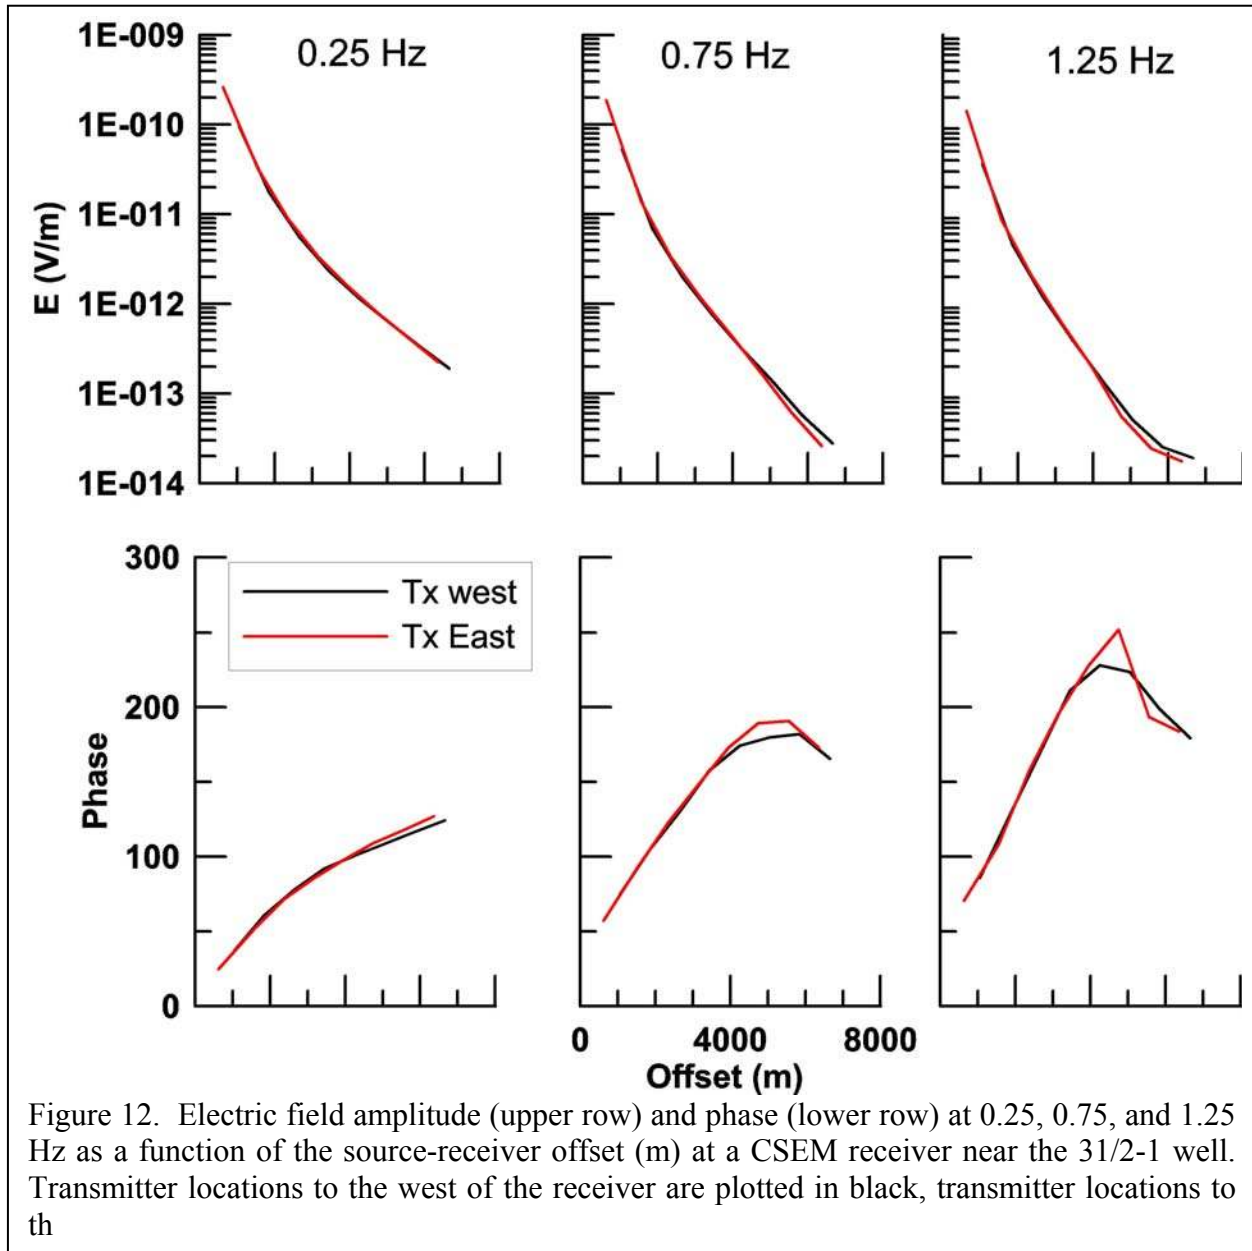 0.25 Hz
0.75 Hz
1.25 Hz
1E-009
1E-010
1E-011
1E-012
1E-013
1E-014
E (V/m)
300
200
100
0
Phase
Tx west
Tx East
0
4000
8000
Offset (m)
Figure 12. Electric field amplitude (upper row) and phase (lower row) at 0.25, 0.75, and 1.25
Hz as a function of the source-receiver offset (m) at a CSEM receiver near the 31/2-1 well.
Transmitter locations to the west of the receiver are plotted in black, transmitter locations to
th